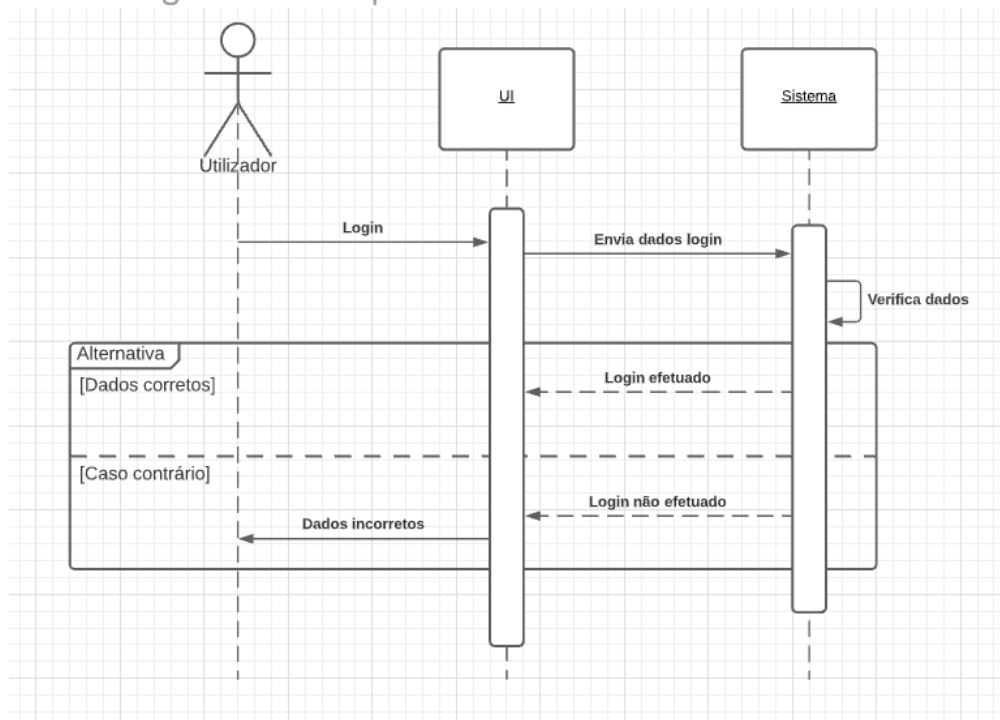 UI
Sistema
Utilizador
Login
Envia dados login
Verifica dados
Alternativa
[Dados corretos]
Login efetuado
[Caso contrário]
Login não efetuado
Dados incorretos